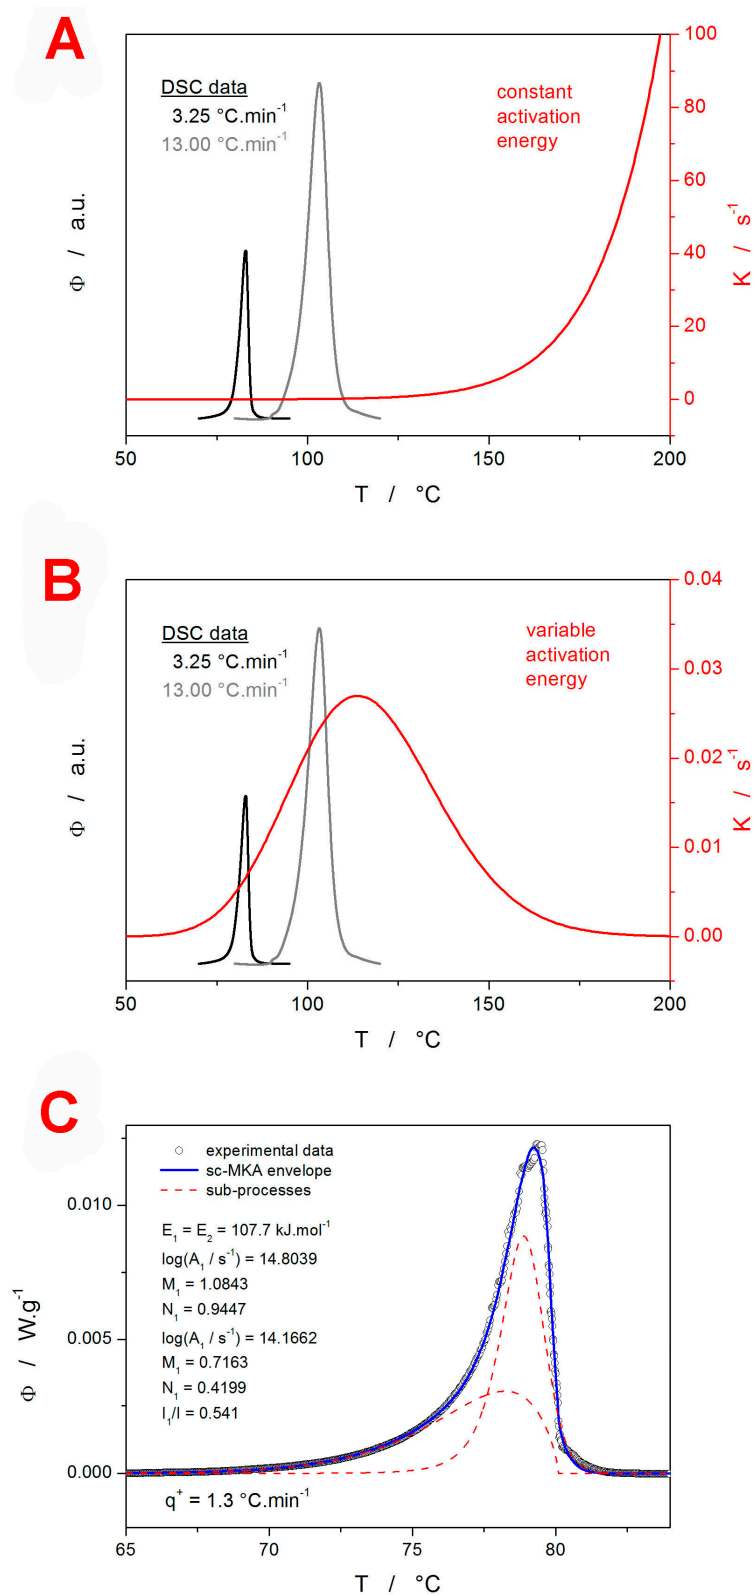 A
DSC data
3.25 °C.min⁻¹
13.00 °C.min⁻¹
constant
activation
energy
Φ / a.u.
K / s⁻¹
100
80
60
40
20
0
50
100
150
200
T / °C
B
DSC data
3.25 °C.min⁻¹
13.00 °C.min⁻¹
variable
activation
energy
Φ / a.u.
K / s⁻¹
0.04
0.03
0.02
0.01
0.00
50
100
150
200
T / °C
C
experimental data
sc-MKA envelope
sub-processes
E₁ = E₂ = 107.7 kJ.mol⁻¹
log(A₁ / s⁻¹) = 14.8039
M₁ = 1.0843
N₁ = 0.9447
log(A₁ / s⁻¹) = 14.1662
M₁ = 0.7163
N₁ = 0.4199
I₁/I = 0.541
q⁺ = 1.3 °C.min⁻¹
Φ / W.g⁻¹
0.010
0.005
0.000
65
70
75
80
T / °C